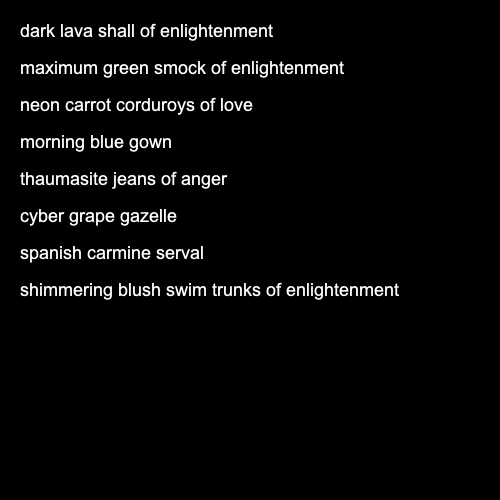 dark lava shall of enlightenment
maximum green smock of enlightenment
neon carrot corduroys of love
morning blue gown
thaumasite jeans of anger
cyber grape gazelle
spanish carmine serval
shimmering blush swim trunks of enlightenment